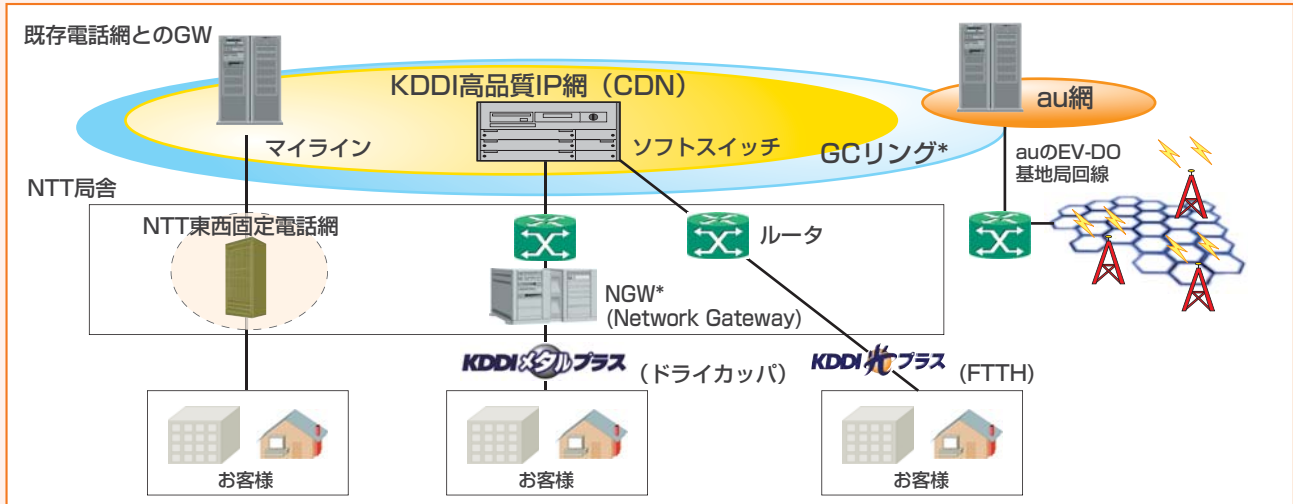 既存電話網とのGW
KDDI高品質IP網（CDN）
au網
マイライン
ソフトスイッチ
GCリング*
auのEV-DO
基地局回線
NTT局舎
NTT東西固定電話網
ルータ
NGW*
(Network Gateway)
KDDIメタルプラス
（ドライカッパ）
KDDI光プラス
(FTTH)
お客様
お客様
お客様